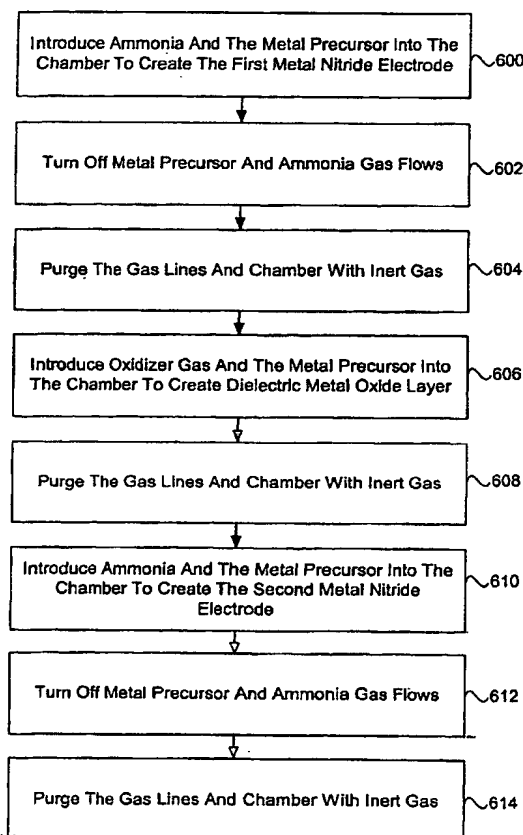 Introduce Ammonia And The Metal Precursor Into The
Chamber To Create The First Metal Nitride Electrode
600
Turn Off Metal Precursor And Ammonia Gas Flows
602
Purge The Gas Lines And Chamber With Inert Gas
604
Introduce Oxidizer Gas And The Metal Precursor Into
The Chamber To Create Dielectric Metal Oxide Layer
606
Purge The Gas Lines And Chamber With Inert Gas
608
Introduce Ammonia And The Metal Precursor Into The
Chamber To Create The Second Metal Nitride
Electrode
610
Turn Off Metal Precursor And Ammonia Gas Flows
612
Purge The Gas Lines And Chamber With Inert Gas
614